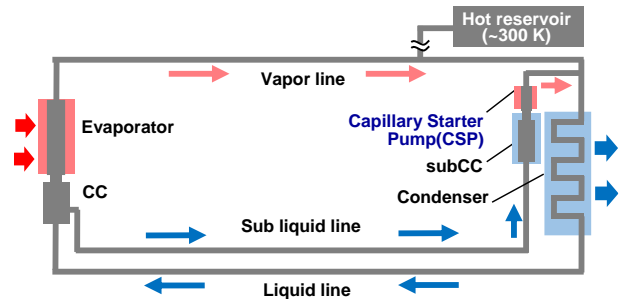 Hot reservoir
(~300 K)
Vapor line
Evaporator
Capillary Starter
Pump(CSP)
subCC
CC
Condenser
Sub liquid line
Liquid line